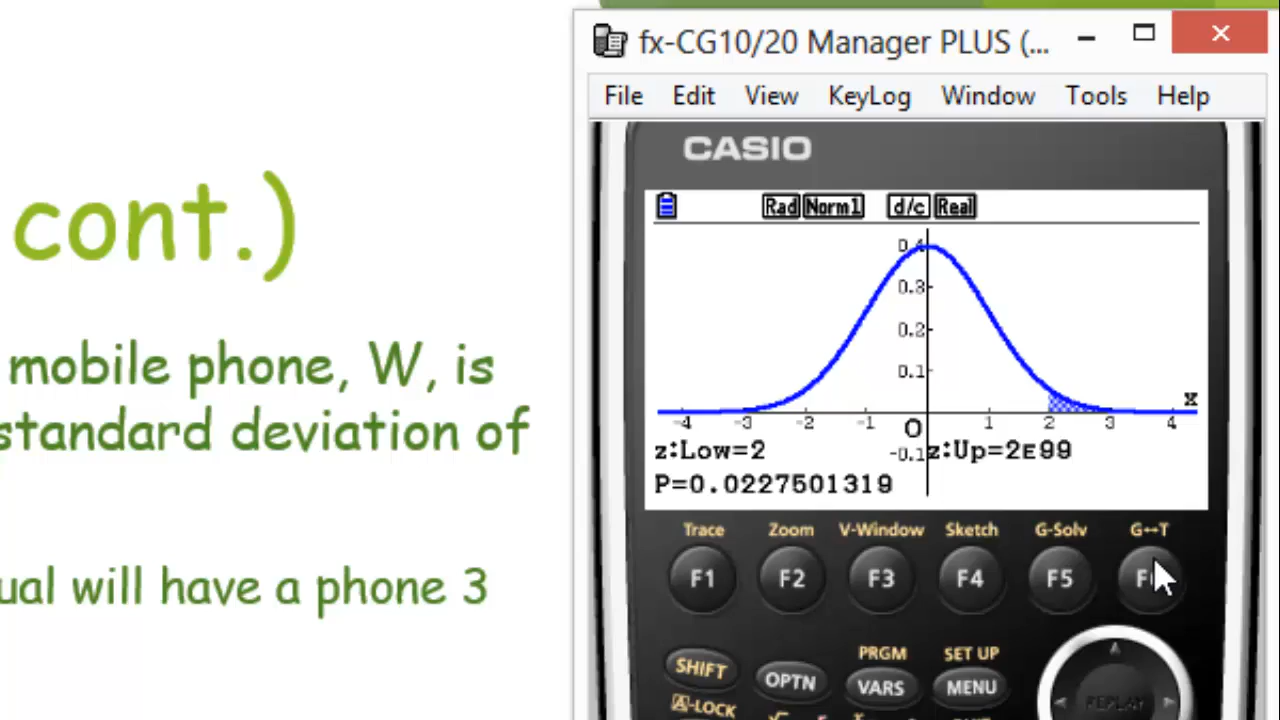 cont.)
mobile phone, W, is
standard deviation of
ual will have a phone 3
fx-CG10/20 Manager PLUS (...
File Edit View KeyLog Window Tools Help
CASIO
Rad Norm1 d/c Real
0.4
0.3
0.2
0.1
x
-4 -3 -2 -1 O 1 2 3 4
-0.1
z:Low=2 z:Up=2E99
P=0.0227501319
Trace Zoom V-Window Sketch G-Solv G↔T
F1 F2 F3 F4 F5
PRGM SET UP
SHIFT OPTN VARS MENU
REPLAY
A-LOCK